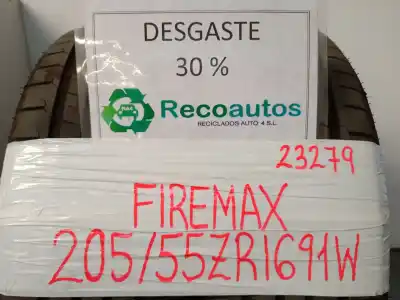 DESGASTE
30 %
Recoautos
RECICLADOS AUTO 4 S.L.
23279
FIREMAX
205/55ZR1691W